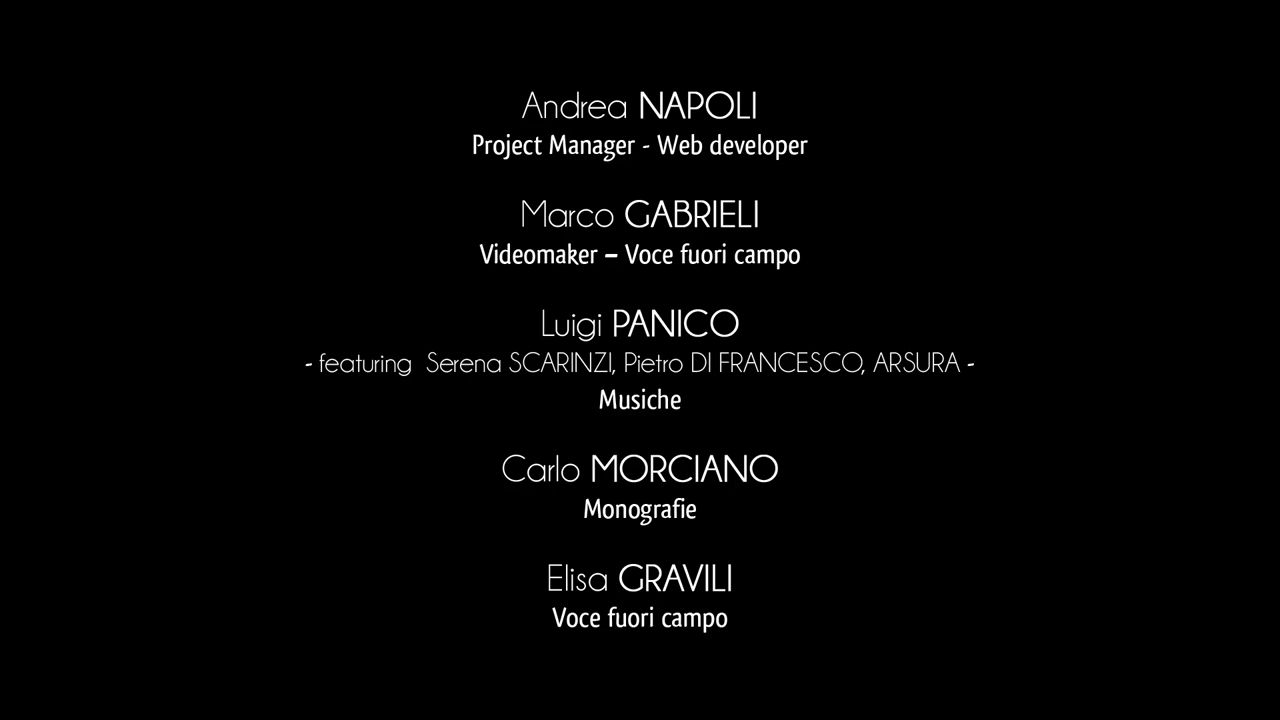 Andrea NAPOLI
Project Manager - Web developer
Marco GABRIELI
Videomaker – Voce fuori campo
Luigi PANICO
- featuring  Serena SCARINZI, Pietro DI FRANCESCO, ARSURA -
Musiche
Carlo MORCIANO
Monografie
Elisa GRAVILI
Voce fuori campo